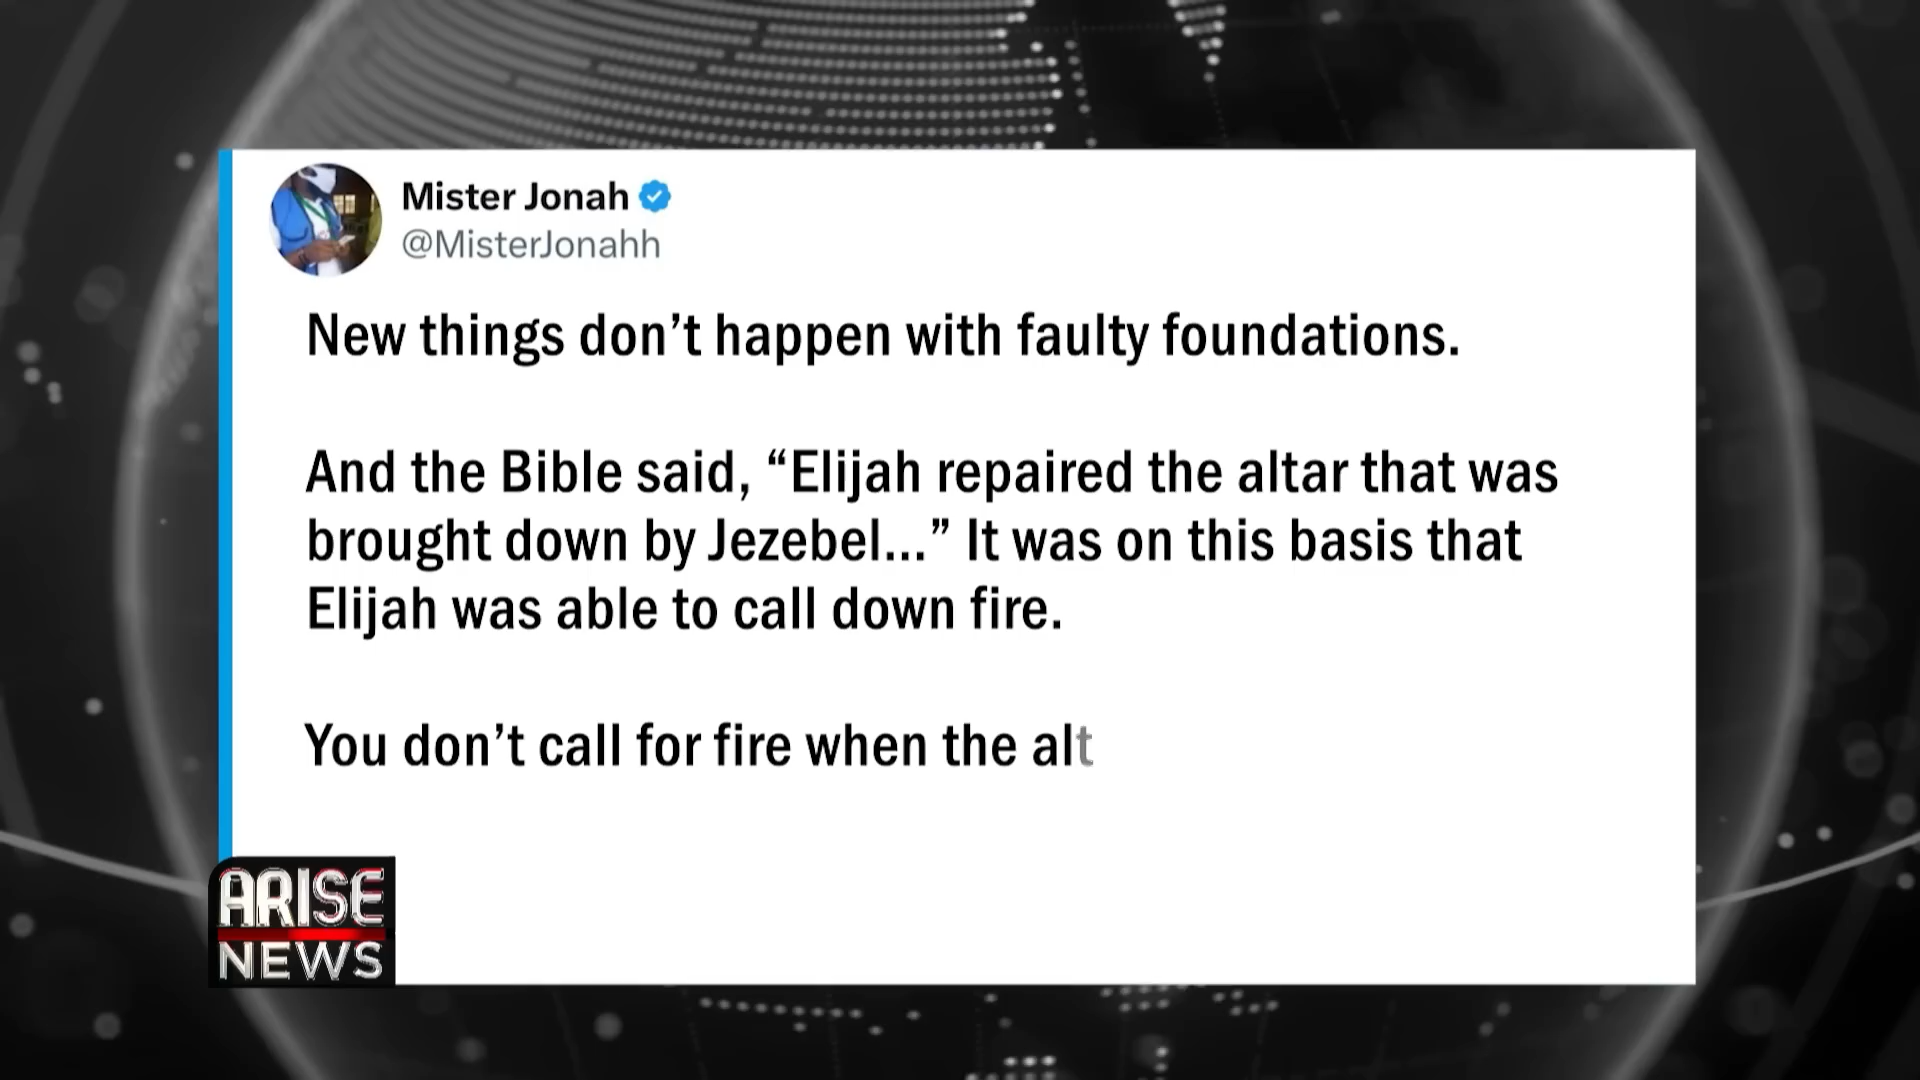 Mister Jonah
@MisterJonahh
New things don’t happen with faulty foundations.
And the Bible said, “Elijah repaired the altar that was
brought down by Jezebel...” It was on this basis that
Elijah was able to call down fire.
You don’t call for fire when the alt
ARISE
NEWS